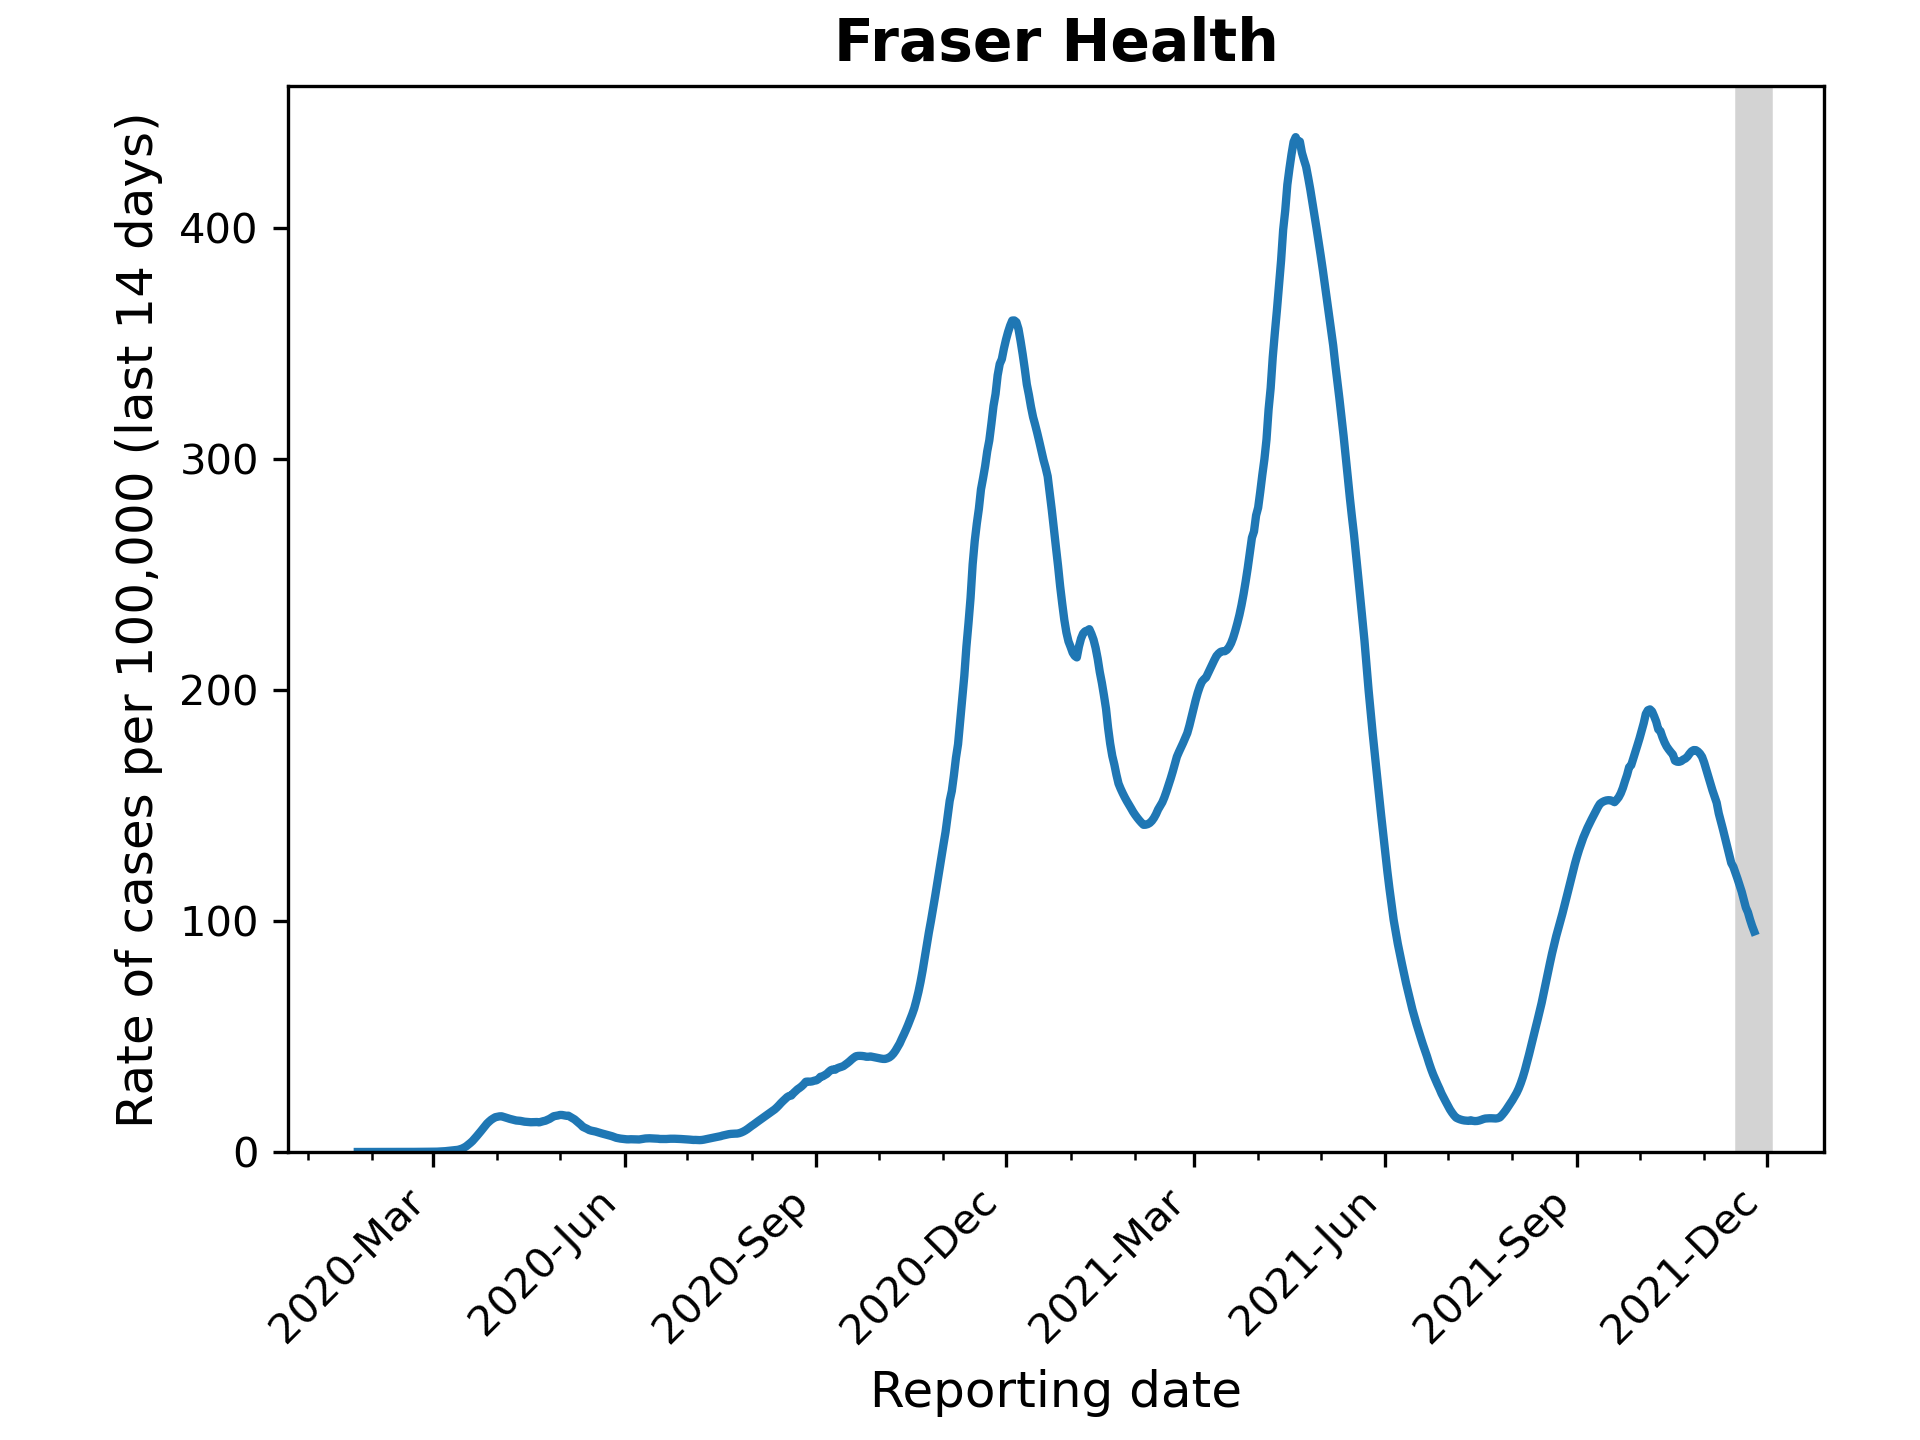 Fraser Health
Rate of cases per 100,000 (last 14 days)
400
300
200
100
0
2020-Mar
2020-Jun
2020-Sep
2020-Dec
2021-Mar
2021-Jun
2021-Sep
2021-Dec
Reporting date